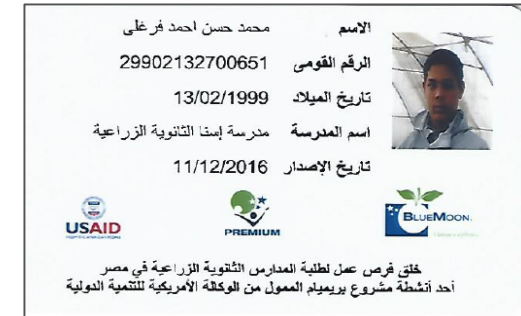 الاسم محمد حسن احمد فرغلى
الرقم القومى 29902132700651
تاريخ الميلاد 13/02/1999
اسم المدرسة مدرسة إسنا الثانوية الزراعية
تاريخ الإصدار 11/12/2016
USAID
PREMIUM
BLUEMOON
خلق فرص عمل لطلبة المدارس الثانوية الزراعية في مصر
أحد أنشطة مشروع بريميام الممول من الوكالة الأمريكية للتنمية الدولية